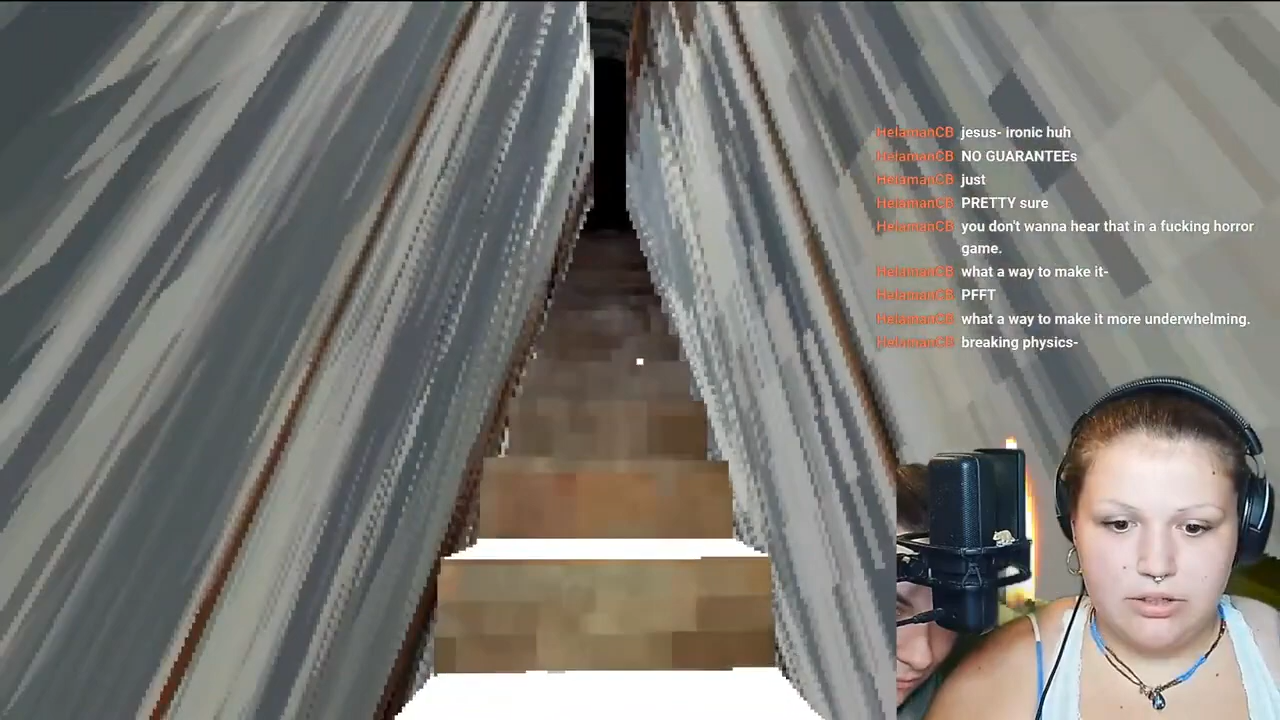 HelamanCB jesus- ironic huh
HelamanCB NO GUARANTEEs
HelamanCB just
HelamanCB PRETTY sure
HelamanCB you don't wanna hear that in a fucking horror
game.
HelamanCB what a way to make it-
HelamanCB PFFT
HelamanCB what a way to make it more underwhelming.
HelamanCB breaking physics-